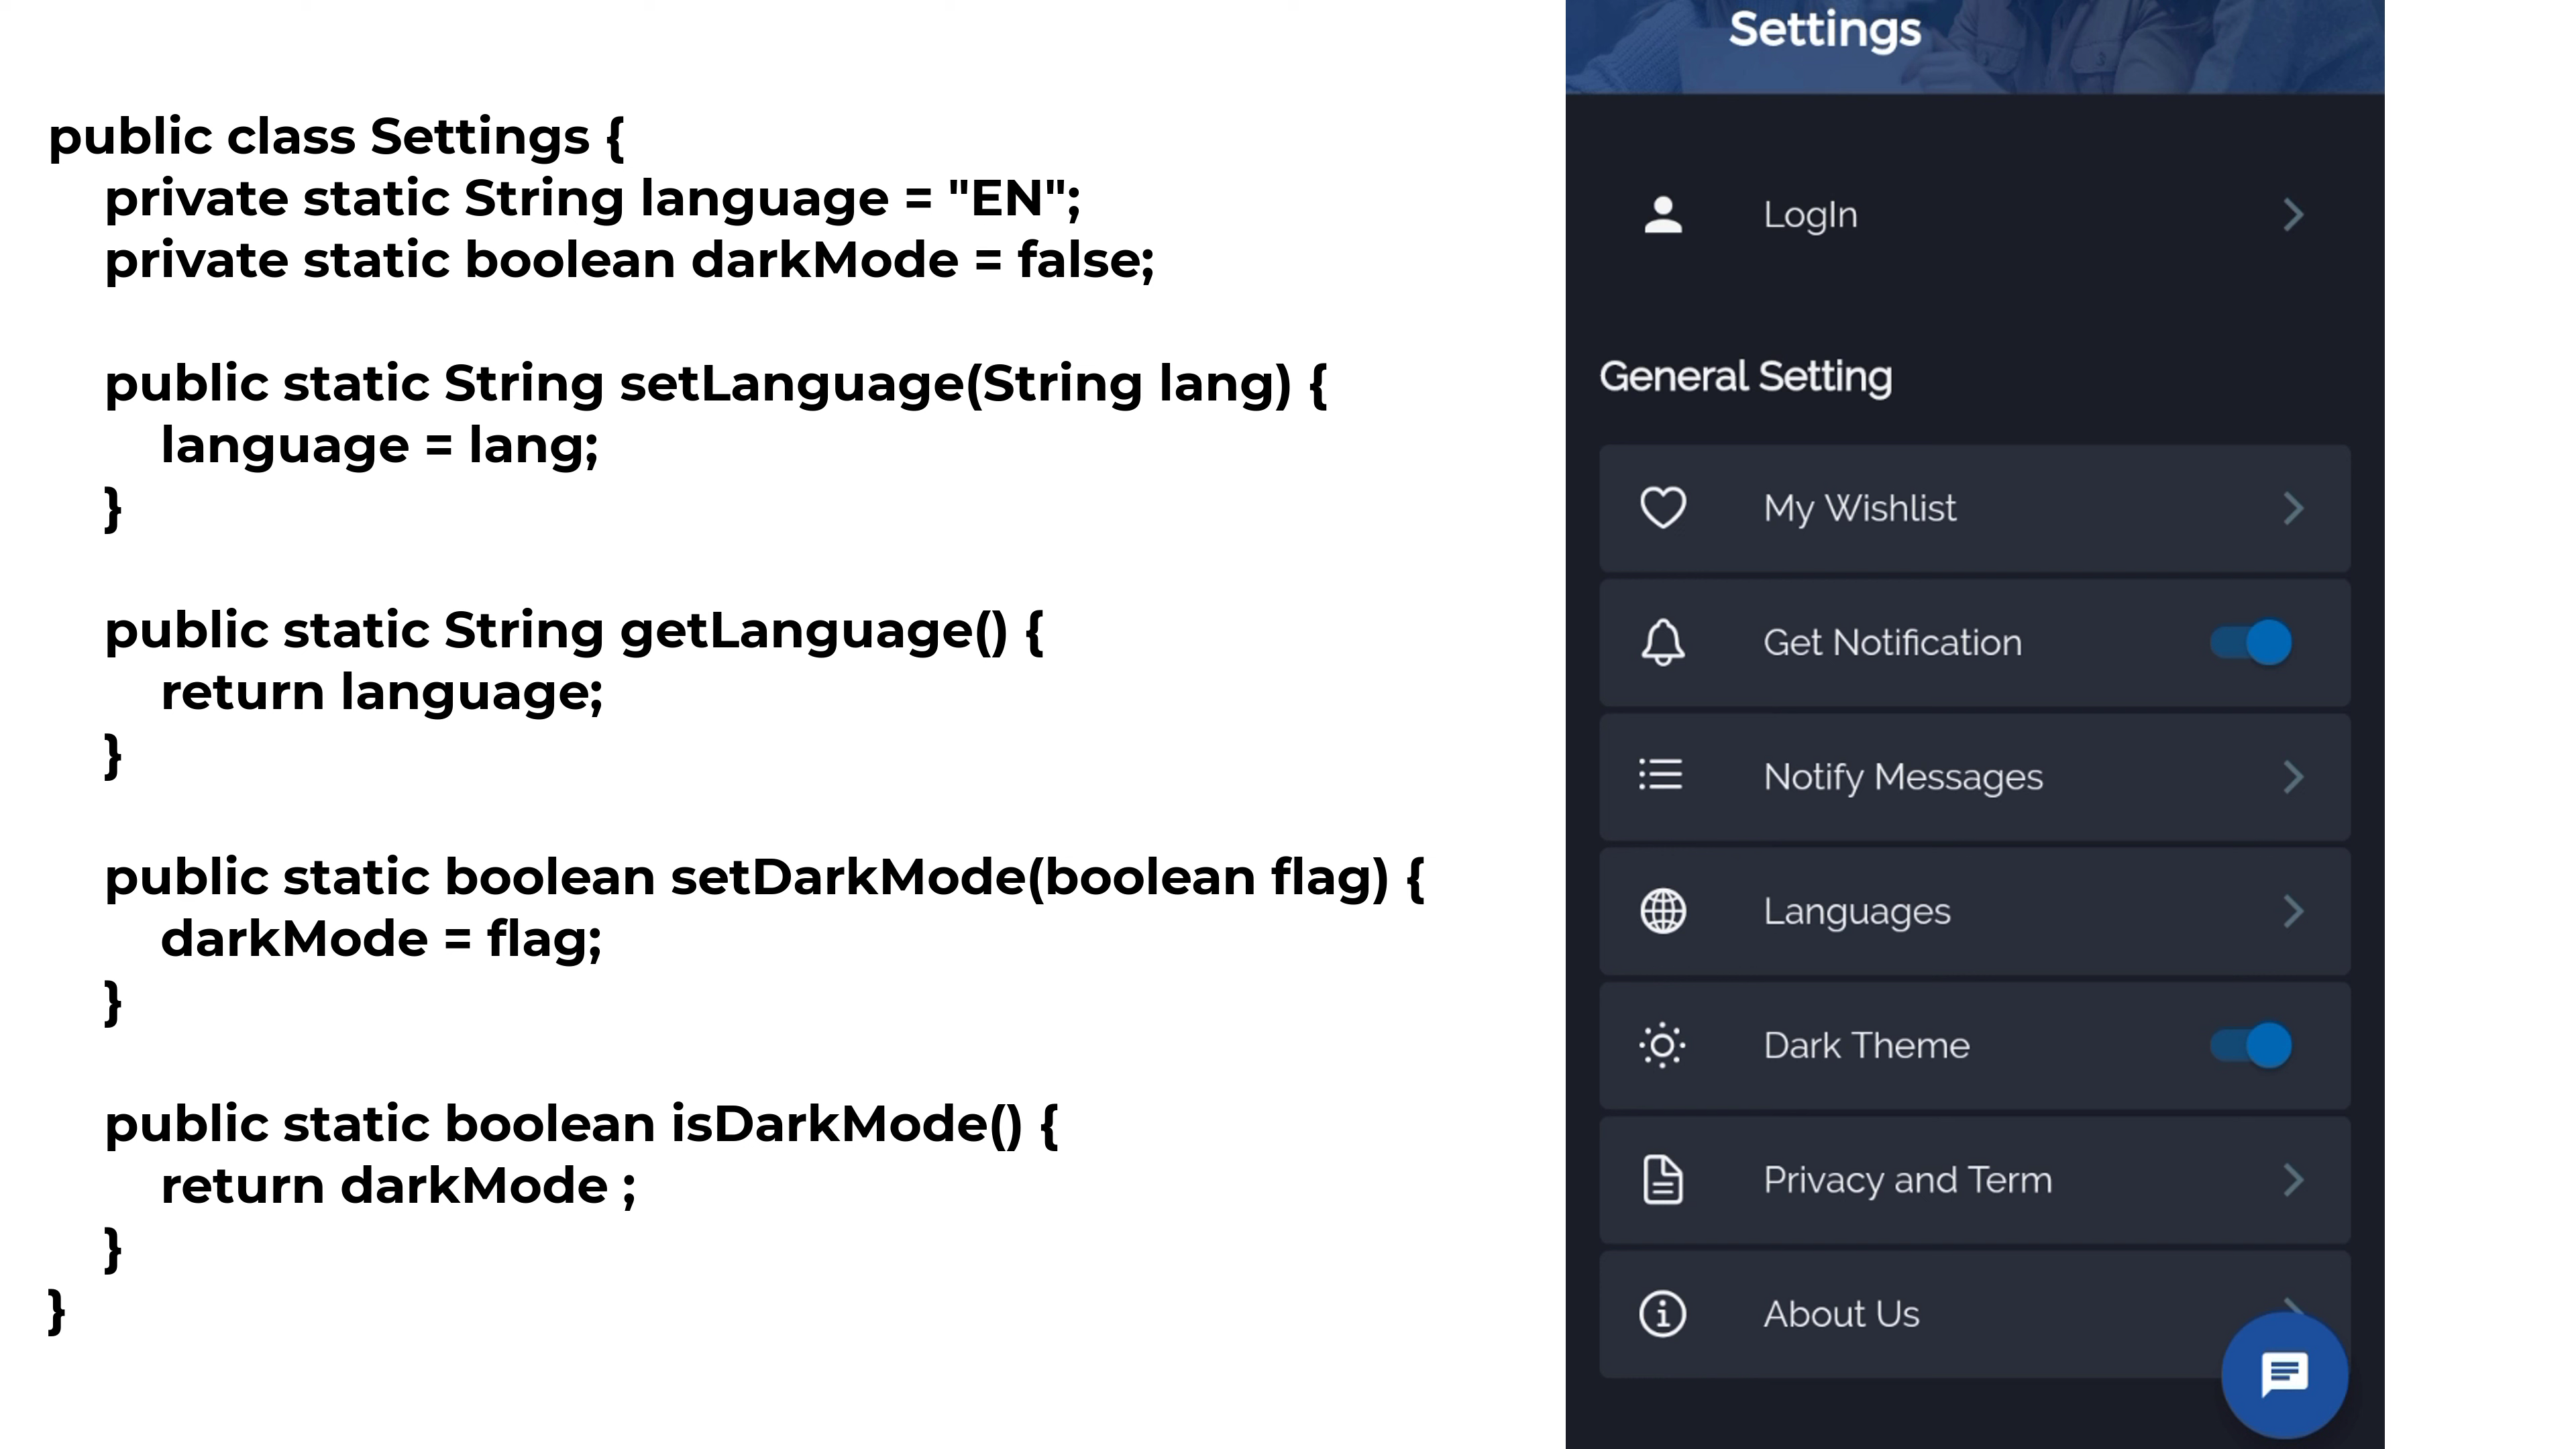 public class Settings {
private static String language = "EN";
private static boolean darkMode = false;
public static String setLanguage(String lang) {
language = lang;
}
public static String getLanguage() {
return language;
}
public static boolean setDarkMode(boolean flag) {
darkMode = flag;
}
public static boolean isDarkMode() {
return darkMode ;
}
}
Settings
LogIn
General Setting
My Wishlist
Get Notification
Notify Messages
Languages
Dark Theme
Privacy and Term
About Us